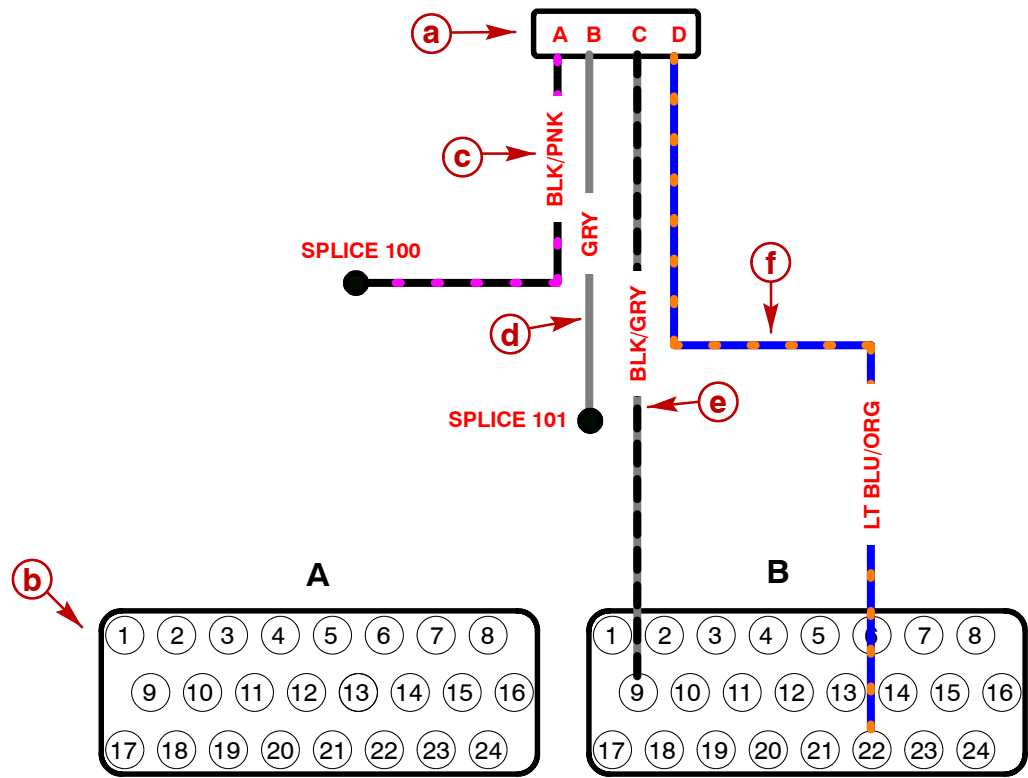 a
A B C D
c
BLK/PNK
GRY
SPLICE 100
f
d
BLK/GRY
e
SPLICE 101
LT BLU/ORG
b
A
B
1 2 3 4 5 6 7 8
9 10 11 12 13 14 15 16
17 18 19 20 21 22 23 24
1 2 3 4 5 6 7 8
9 10 11 12 13 14 15 16
17 18 19 20 21 22 23 24